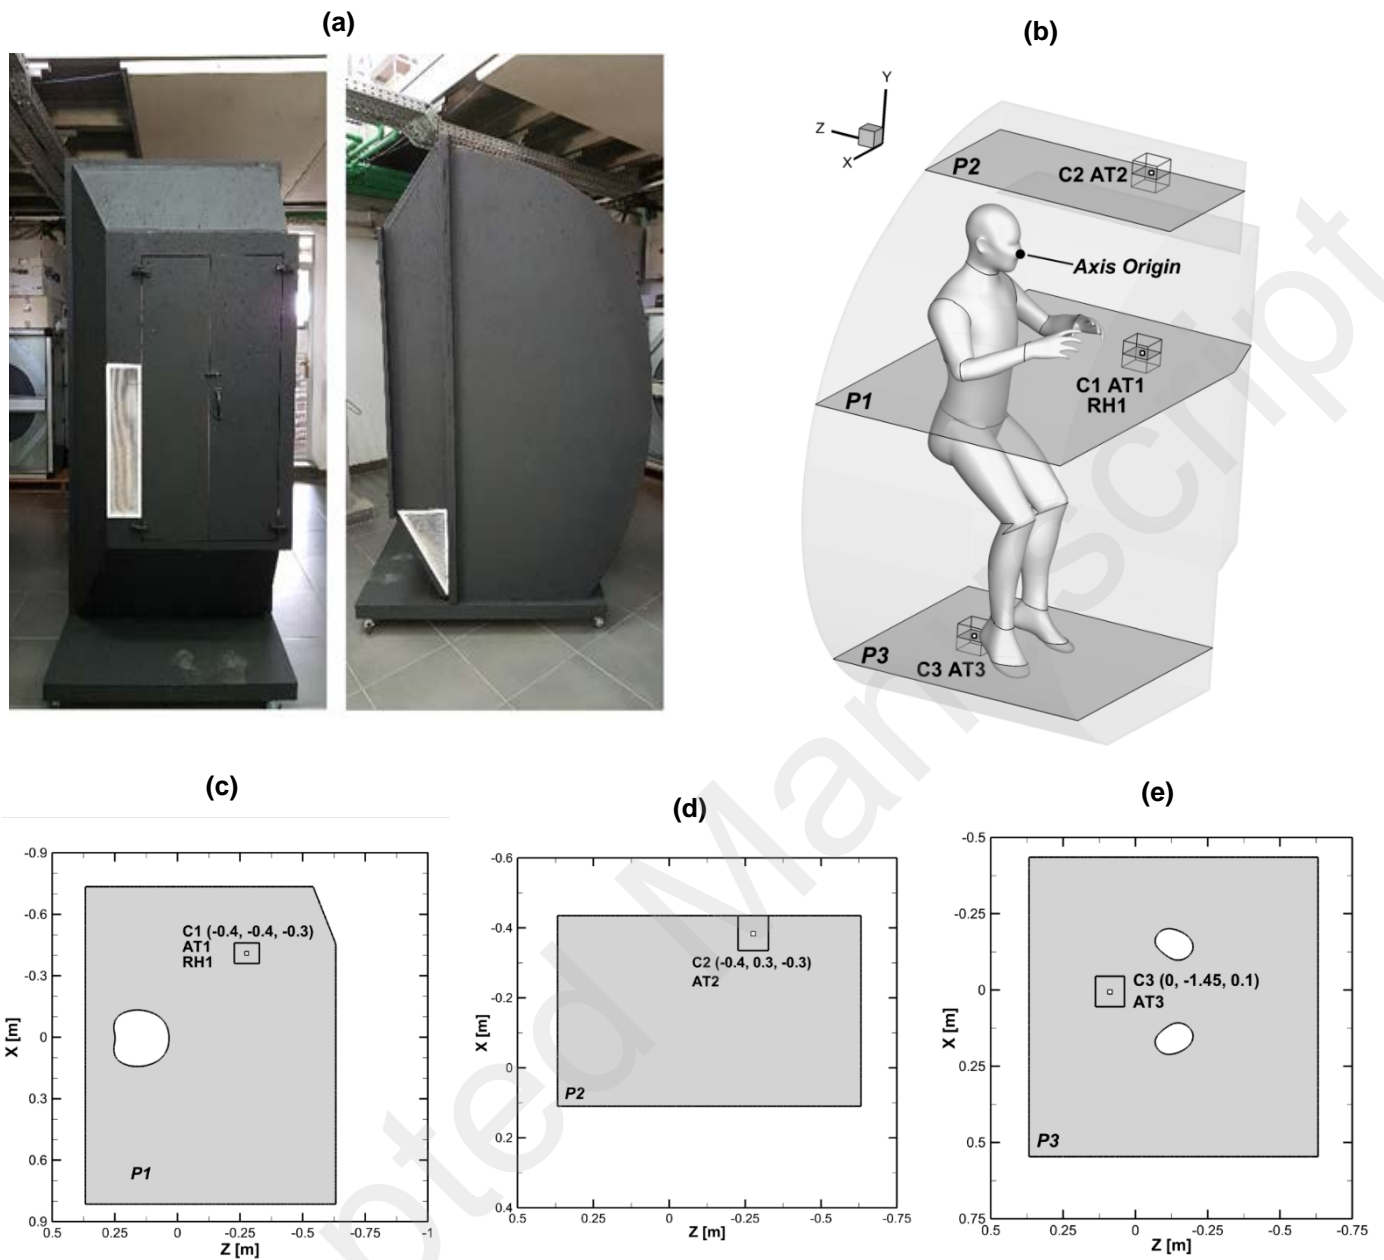 (a)
(b)
Y
Z
X
P2
C2 AT2
Axis Origin
C1 AT1
RH1
P1
P3
C3 AT3
(c)
(d)
(e)
-0.9
-0.6
-0.3
0
0.3
0.6
0.9
X [m]
C1 (-0.4, -0.4, -0.3)
AT1
RH1
P1
0.5
0.25
0
-0.25
-0.5
-0.75
-1
Z [m]
-0.6
-0.4
-0.2
0
0.2
0.4
X [m]
C2 (-0.4, 0.3, -0.3)
AT2
P2
0.5
0.25
0
-0.25
-0.5
-0.75
Z [m]
-0.5
-0.25
0
0.25
0.5
0.75
X [m]
C3 (0, -1.45, 0.1)
AT3
P3
0.5
0.25
0
-0.25
-0.5
-0.75
Z [m]
pted Manuscript